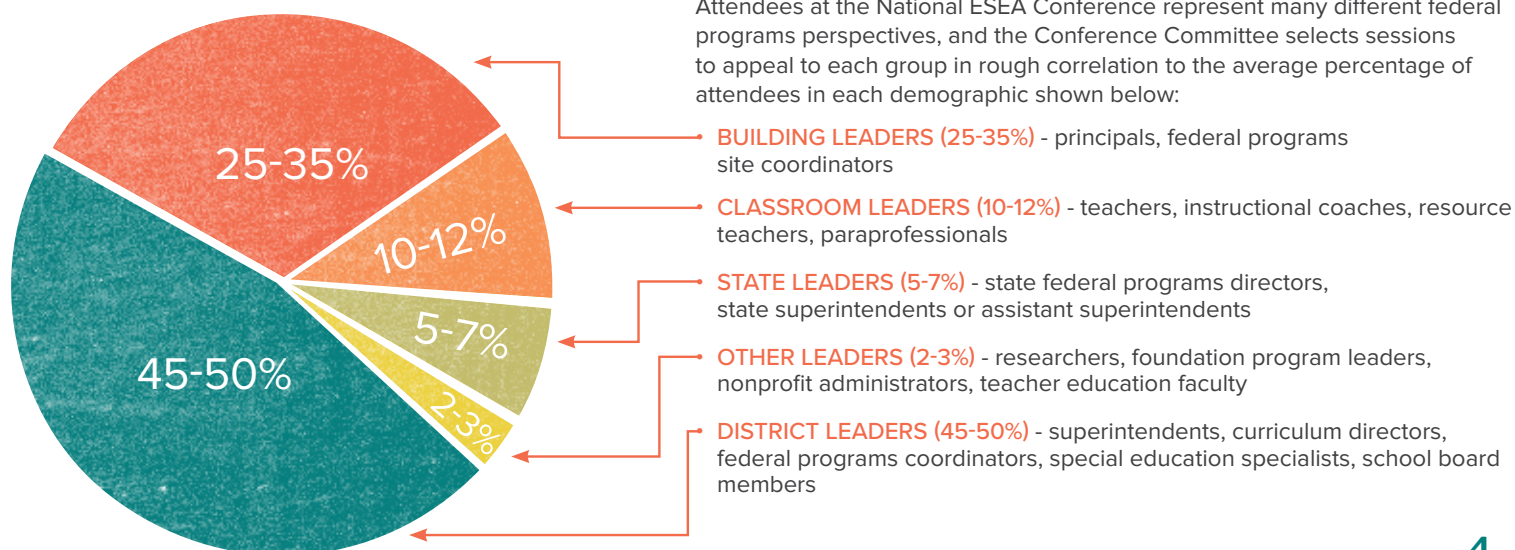 Attendees at the National ESEA Conference represent many different federal
programs perspectives, and the Conference Committee selects sessions
to appeal to each group in rough correlation to the average percentage of
attendees in each demographic shown below:
25-35%
10-12%
5-7%
2-3%
45-50%
BUILDING LEADERS (25-35%) - principals, federal programs
site coordinators
CLASSROOM LEADERS (10-12%) - teachers, instructional coaches, resource
teachers, paraprofessionals
STATE LEADERS (5-7%) - state federal programs directors,
state superintendents or assistant superintendents
OTHER LEADERS (2-3%) - researchers, foundation program leaders,
nonprofit administrators, teacher education faculty
DISTRICT LEADERS (45-50%) - superintendents, curriculum directors,
federal programs coordinators, special education specialists, school board
members